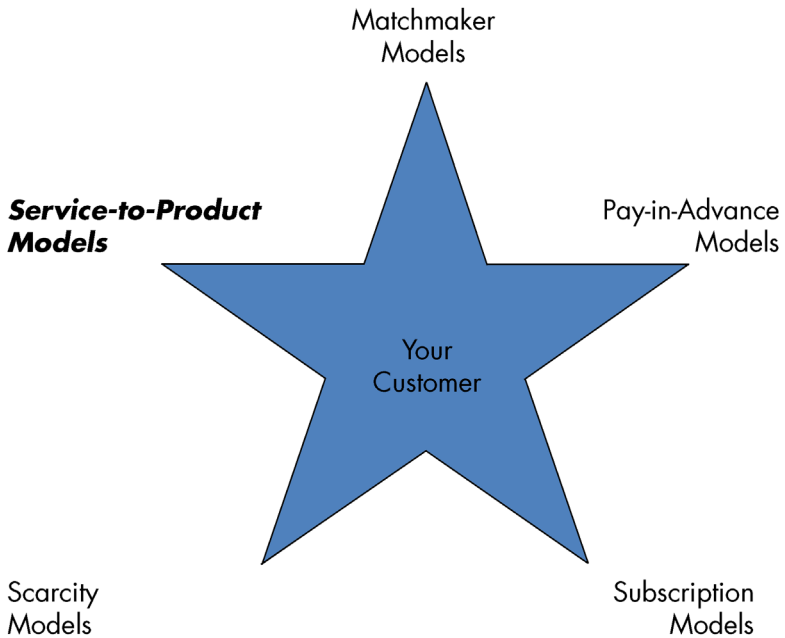 Matchmaker
Models
Service-to-Product
Models
Pay-in-Advance
Models
Your
Customer
Scarcity
Models
Subscription
Models